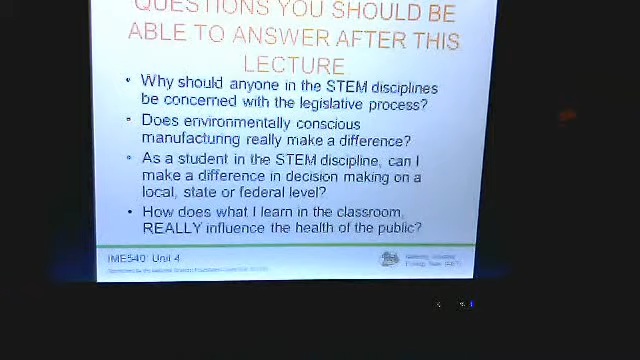 QUESTIONS YOU SHOULD BE
ABLE TO ANSWER AFTER THIS
LECTURE
• Why should anyone in the STEM disciplines
be concerned with the legislative process?
• Does environmentally conscious
manufacturing really make a difference?
• As a student in the STEM discipline, can I
make a difference in decision making on a
local, state or federal level?
• How does what I learn in the classroom,
REALLY influence the health of the public?
IME540: Unit 4